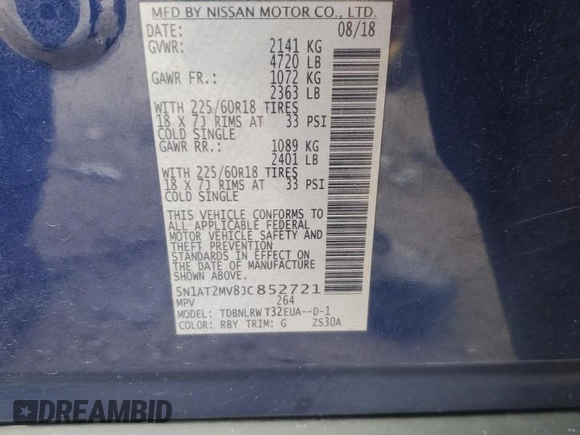 MFD BY NISSAN MOTOR CO., LTD.
DATE: 08/18
GVWR: 2141 KG
4720 LB
GAWR FR.: 1072 KG
2363 LB
WITH 225/60R18 TIRES
18 X 7J RIMS AT 33 PSI
COLD SINGLE
GAWR RR.: 1089 KG
2401 LB
WITH 225/60R18 TIRES
18 X 7J RIMS AT 33 PSI
COLD SINGLE
THIS VEHICLE CONFORMS TO
ALL APPLICABLE FEDERAL
MOTOR VEHICLE SAFETY AND
THEFT PREVENTION
STANDARDS IN EFFECT ON
THE DATE OF MANUFACTURE
SHOWN ABOVE.
5N1AT2MV8JC852721
MPV 264
MODEL: TDBNLRW T32EUA--D-1
COLOR: RBY TRIM: G ZS30A
DREAMBID